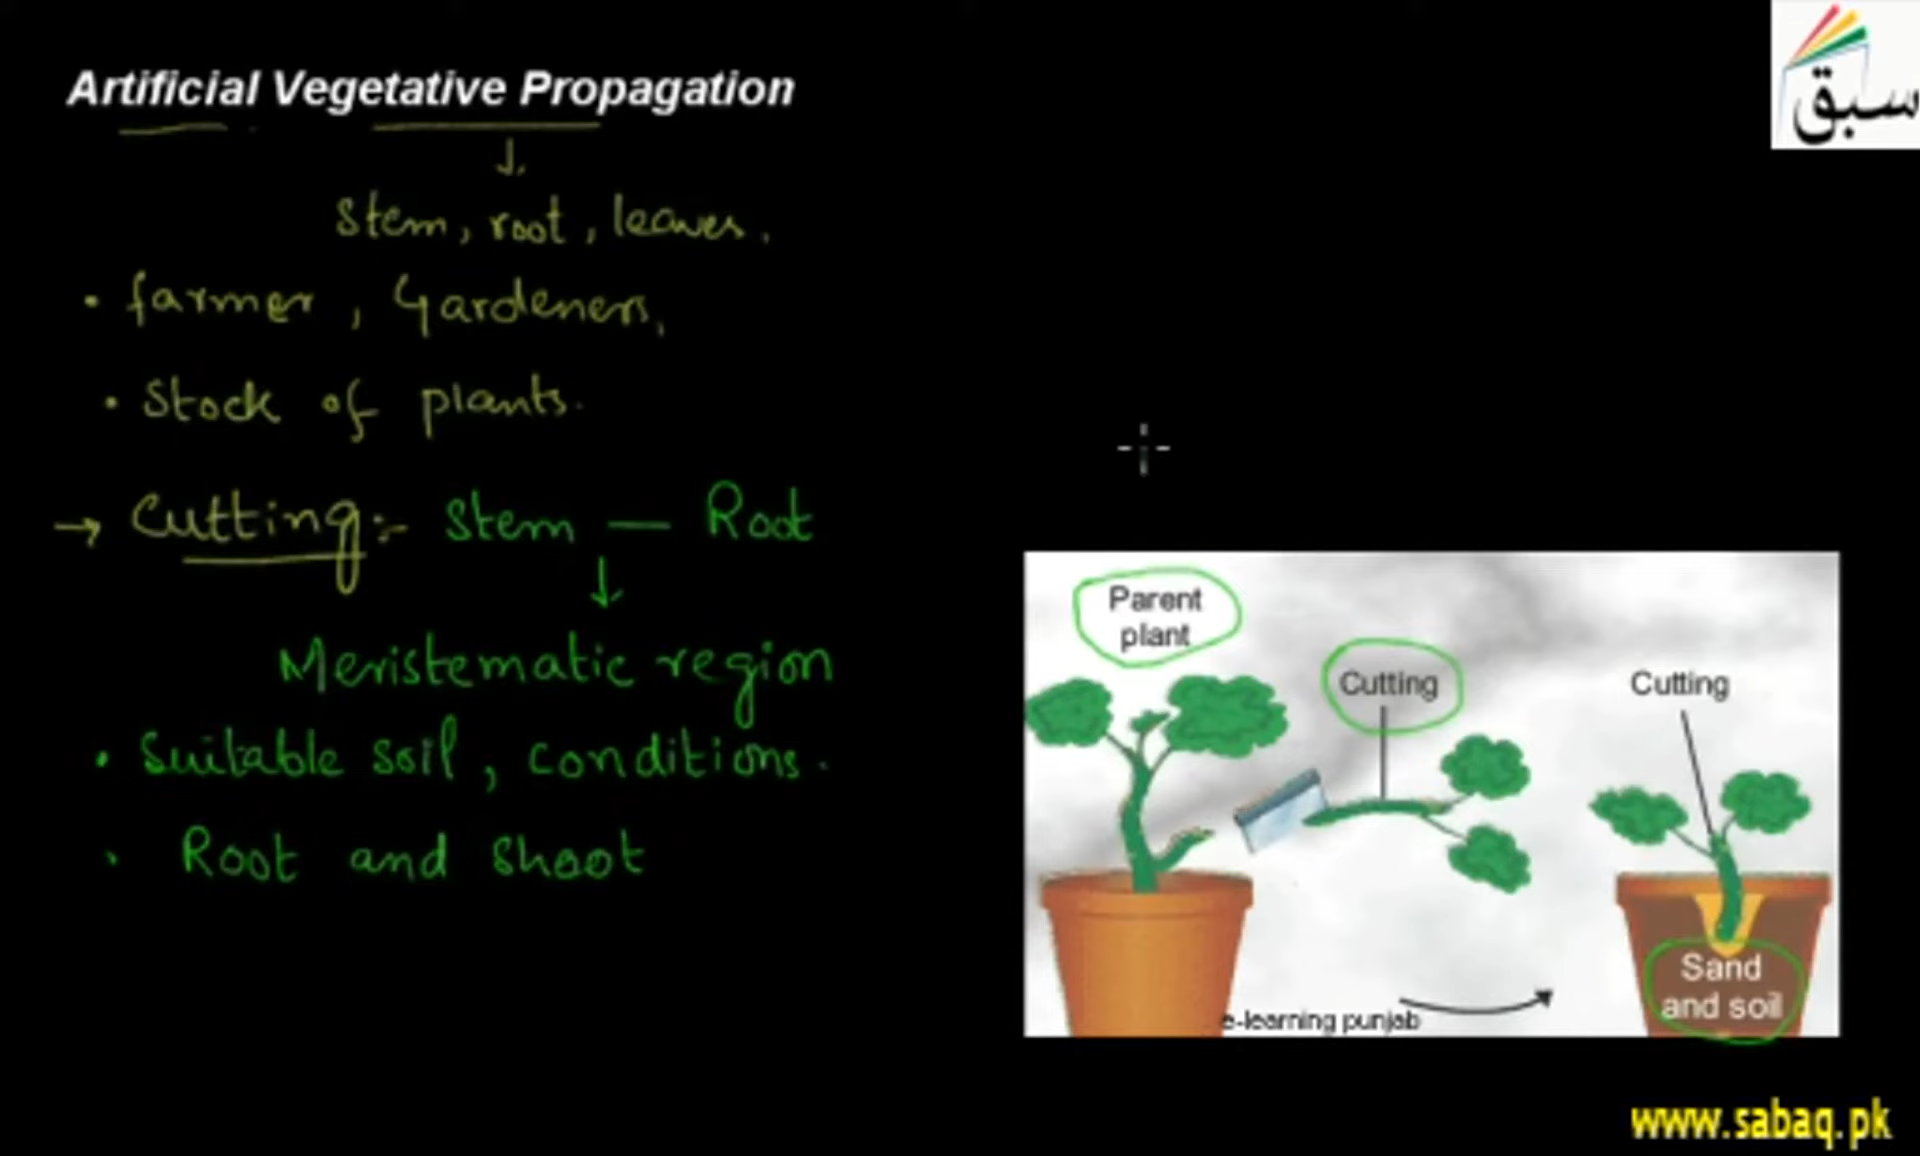 Artificial Vegetative Propagation
سبق
↓
Stem, root, leaves.
• farmer, Gardeners,
• Stock of plants.
→ Cutting:- Stem — Root
↓
Meristematic region
• Suitable soil, conditions.
• Root and shoot
Parent
plant
Cutting
Cutting
Sand
and soil
e-learning punjab
www.sabaq.pk